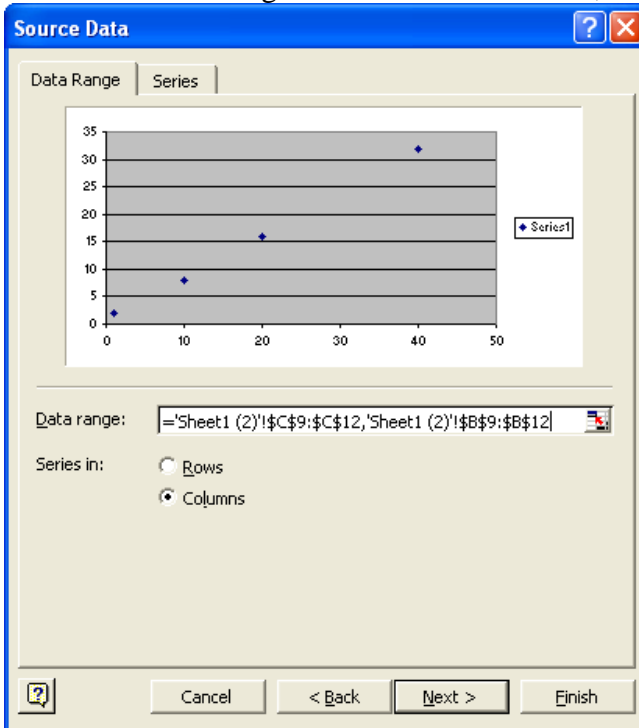 Source Data
Data Range Series
35
30
25
20
15
10
5
0
0 10 20 30 40 50
Series1
Data range: ='Sheet1 (2)'!$C$9:$C$12,'Sheet1 (2)'!$B$9:$B$12
Series in: Rows
Columns
Cancel < Back Next > Finish